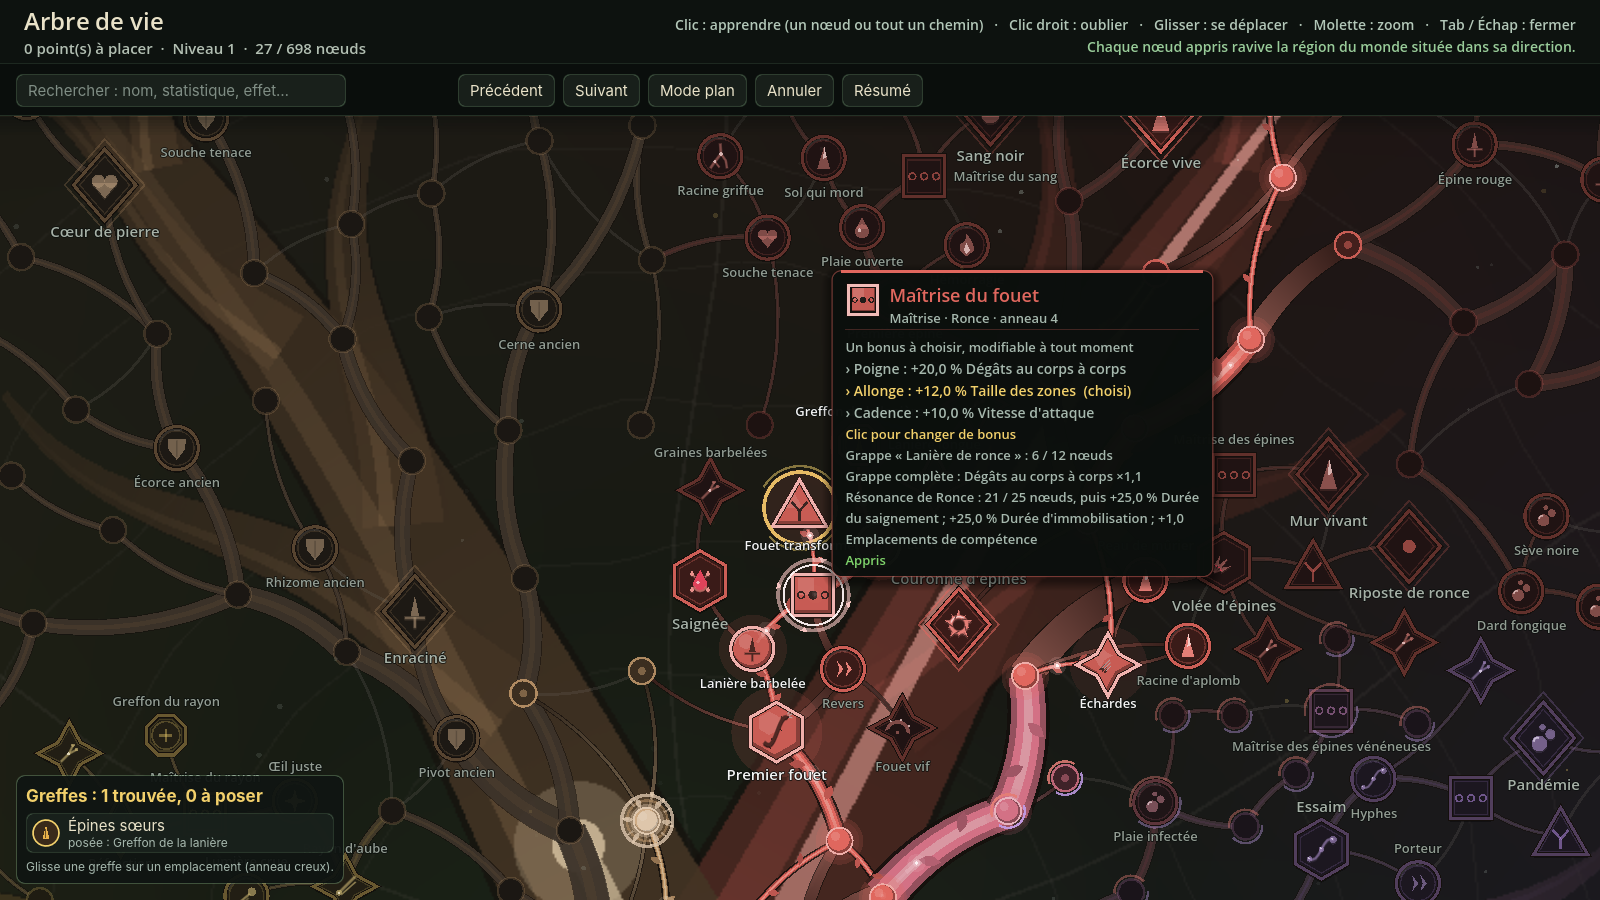 Arbre de vie
0 point(s) à placer · Niveau 1 · 27 / 698 nœuds
Clic : apprendre (un nœud ou tout un chemin) · Clic droit : oublier · Glisser : se déplacer · Molette : zoom · Tab / Échap : fermer
Chaque nœud appris ravive la région du monde située dans sa direction.
Rechercher : nom, statistique, effet...
Précédent
Suivant
Mode plan
Annuler
Résumé
Souche tenace
Cœur de pierre
Racine griffue
Sol qui mord
Sang noir
Maîtrise du sang
Écorce vive
Épine rouge
Souche tenace
Plaie ouverte
Cerne ancien
Maîtrise du fouet
Maîtrise · Ronce · anneau 4
Un bonus à choisir, modifiable à tout moment
› Poigne : +20,0 % Dégâts au corps à corps
› Allonge : +12,0 % Taille des zones (choisi)
› Cadence : +10,0 % Vitesse d'attaque
Clic pour changer de bonus
Grappe « Lanière de ronce » : 6 / 12 nœuds
Grappe complète : Dégâts au corps à corps ×1,1
Résonance de Ronce : 21 / 25 nœuds, puis +25,0 % Durée
du saignement ; +25,0 % Durée d'immobilisation ; +1,0
Emplacements de compétence
Appris
Greffo
Graines barbelées
se des épines
Écorce ancien
Mur vivant
Fouet transfor
Sève noire
Rhizome ancien
Couronne d'épines
Riposte de ronce
Volée d'épines
Saignée
Dard fongique
Enraciné
Lanière barbelée
Revers
Racine d'aplomb
Échardes
Greffon du rayon
Maîtrise des épines vénéneuses
Œil juste
Pivot ancien
Premier fouet
Fouet vif
Maîtrise du rayon
Pandémie
Essaim
Hyphes
Plaie infectée
Porteur
d'aube
Greffes : 1 trouvée, 0 à poser
Épines sœurs
posée : Greffon de la lanière
Glisse une greffe sur un emplacement (anneau creux).